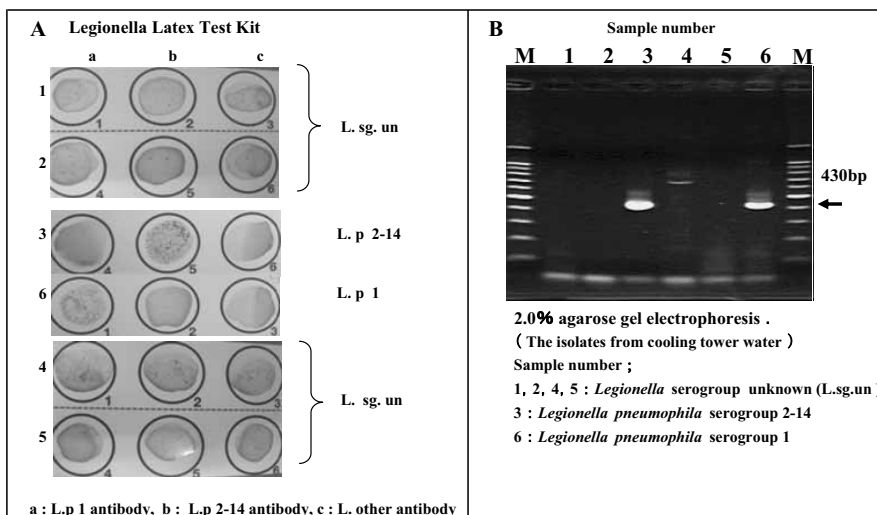 A Legionella Latex Test Kit
a b c
1
1 2 3
L. sg. un
2
4 5 6
3
4 5 6
L. p 2-14
6
1 2 3
L. p 1
4
1 2 3
L. sg. un
5
4 5 6
a : L.p 1 antibody, b : L.p 2-14 antibody, c : L. other antibody
B Sample number
M 1 2 3 4 5 6 M
430bp
2.0% agarose gel electrophoresis .
( The isolates from cooling tower water )
Sample number ;
1, 2, 4, 5 : Legionella serogroup unknown (L.sg.un )
3 : Legionella pneumophila serogroup 2-14
6 : Legionella pneumophila serogroup 1